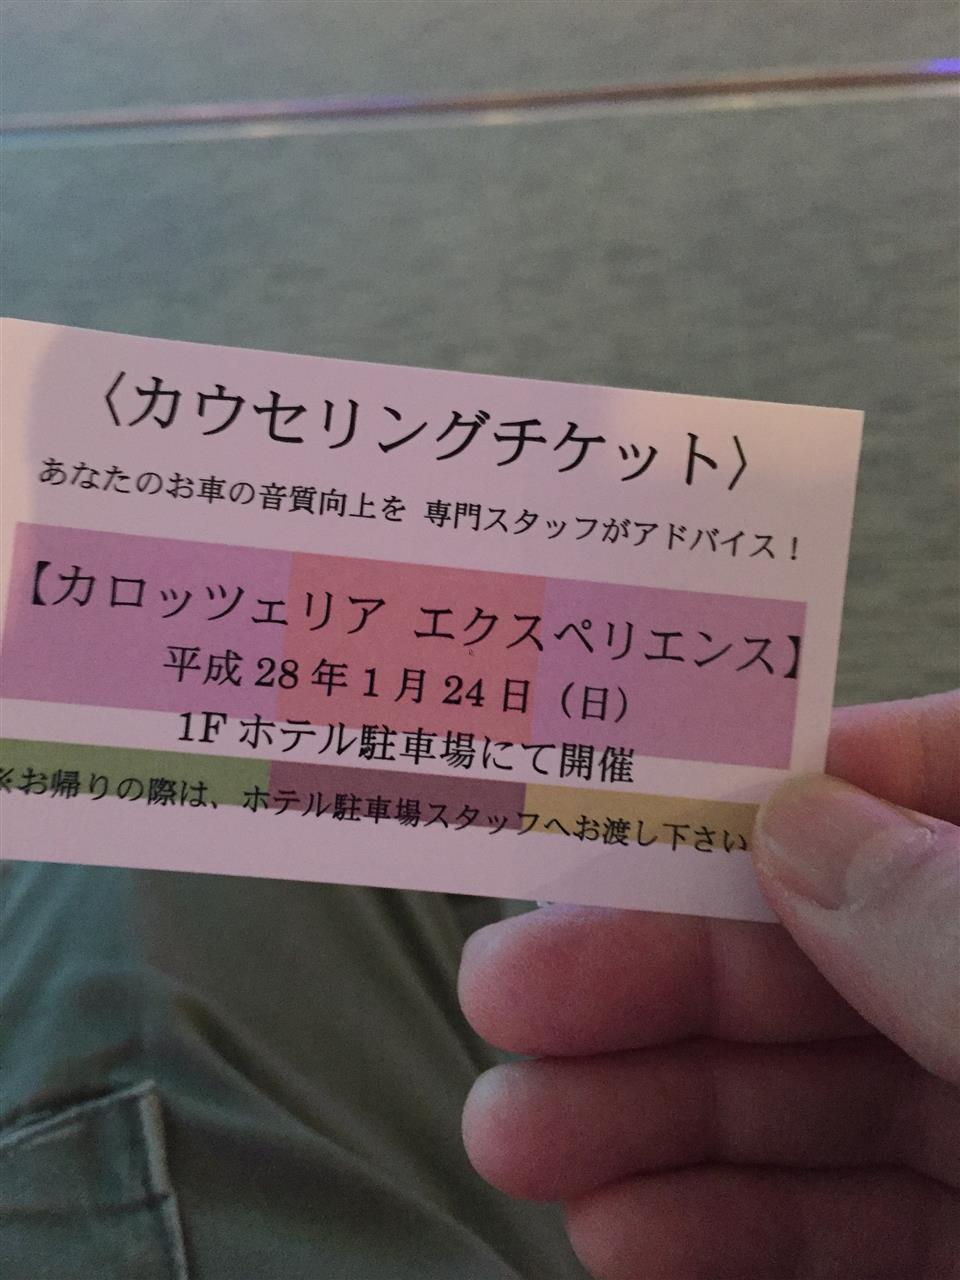 〈カウセリングチケット〉
あなたのお車の音質向上を 専門スタッフがアドバイス！
【カロッツェリア エクスペリエンス】
平成 28 年 1 月 24 日（日）
1F ホテル駐車場にて開催
※お帰りの際は、ホテル駐車場スタッフへお渡し下さい